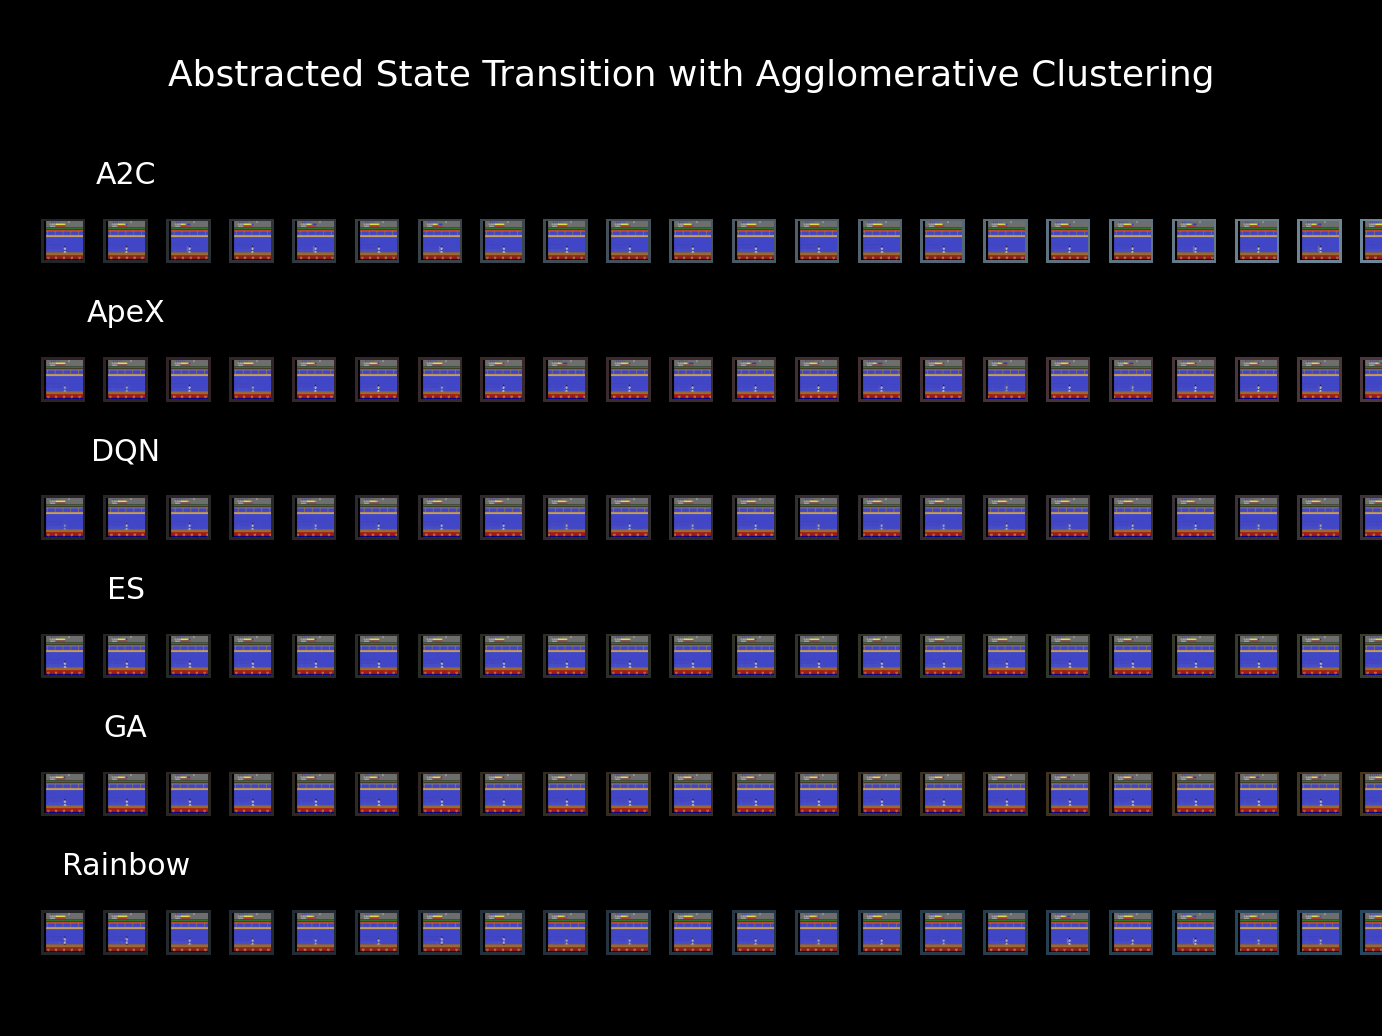 Abstracted State Transition with Agglomerative Clustering
A2C
ApeX
DQN
ES
GA
Rainbow